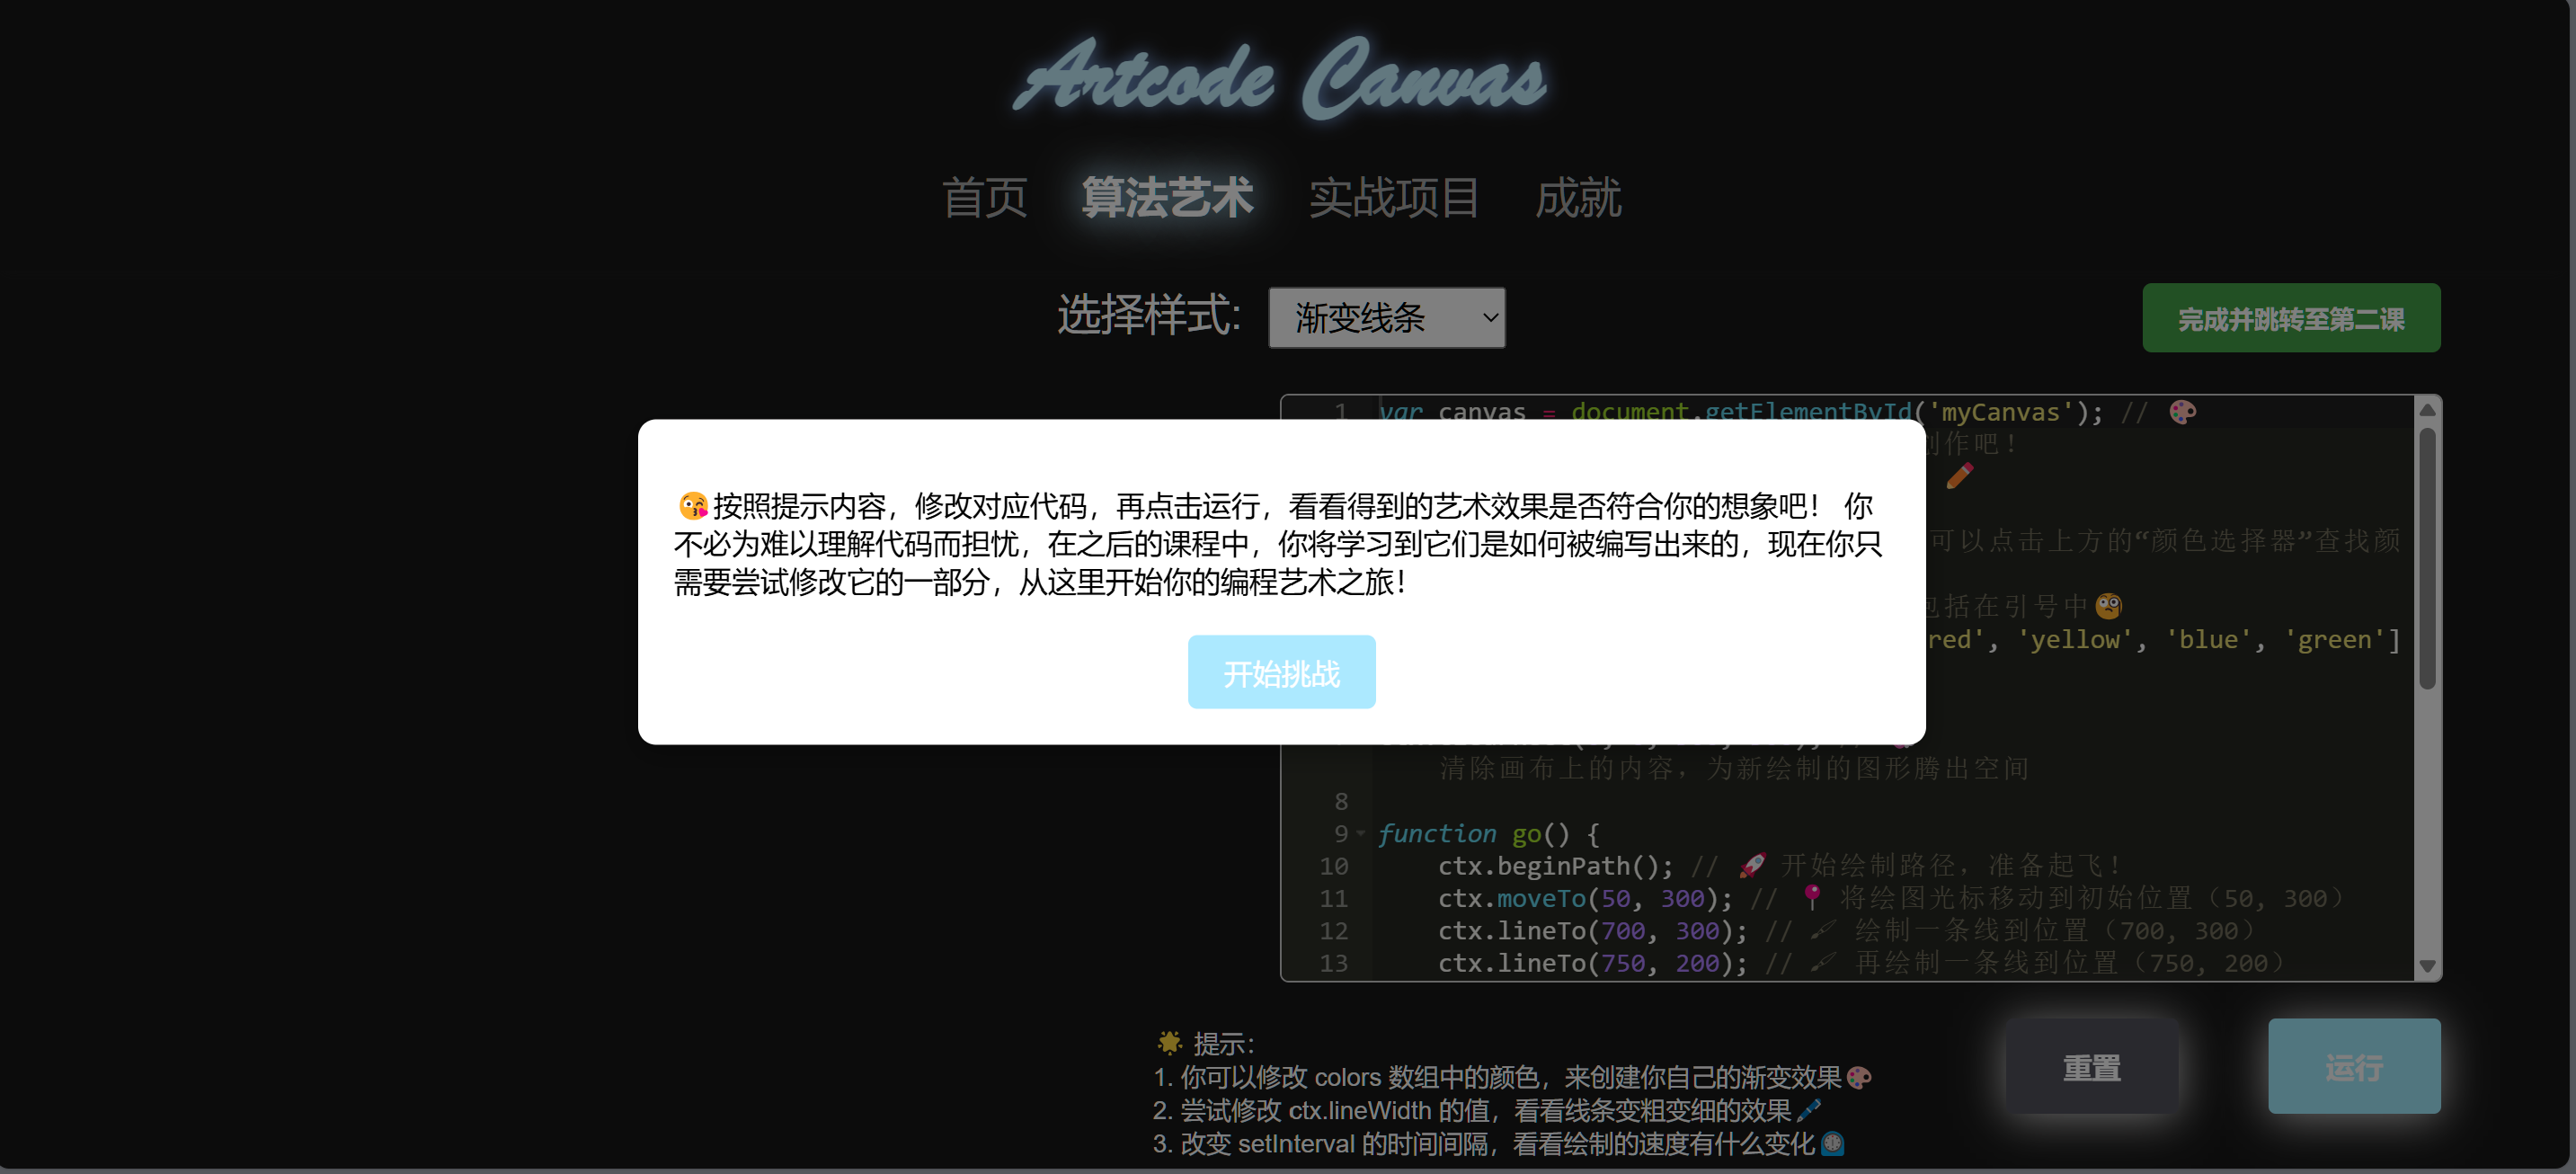 Artcode Canvas
首页 算法艺术 实战项目 成就
选择样式: 渐变线条
完成并跳转至第二课
1 var canvas = document.getElementById('myCanvas'); // 🎨
创作吧！
✏️
可以点击上方的“颜色选择器”查找颜
包括在引号中🧐
red', 'yellow', 'blue', 'green']
😘按照提示内容，修改对应代码，再点击运行，看看得到的艺术效果是否符合你的想象吧！ 你
不必为难以理解代码而担忧，在之后的课程中，你将学习到它们是如何被编写出来的，现在你只
需要尝试修改它的一部分，从这里开始你的编程艺术之旅！
开始挑战
清除画布上的内容，为新绘制的图形腾出空间
8
9 function go() {
10 ctx.beginPath(); // 🚀 开始绘制路径，准备起飞！
11 ctx.moveTo(50, 300); // 📍 将绘图光标移动到初始位置（50, 300）
12 ctx.lineTo(700, 300); // 🖌 绘制一条线到位置（700, 300）
13 ctx.lineTo(750, 200); // 🖌 再绘制一条线到位置（750, 200）
🌟 提示：
1. 你可以修改 colors 数组中的颜色，来创建你自己的渐变效果🎨
2. 尝试修改 ctx.lineWidth 的值，看看线条变粗变细的效果🖊️
3. 改变 setInterval 的时间间隔，看看绘制的速度有什么变化⏲️
重置
运行